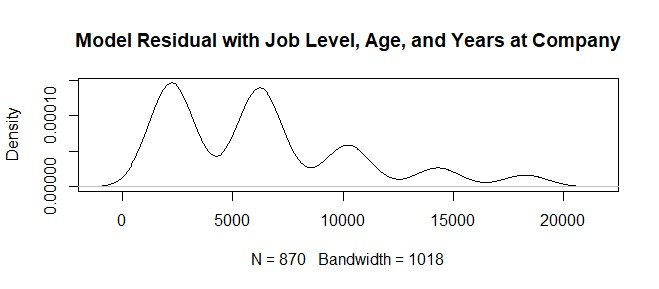 Model Residual with Job Level, Age, and Years at Company
Density
0.00010
0.00000
0 5000 10000 15000 20000
N = 870 Bandwidth = 1018